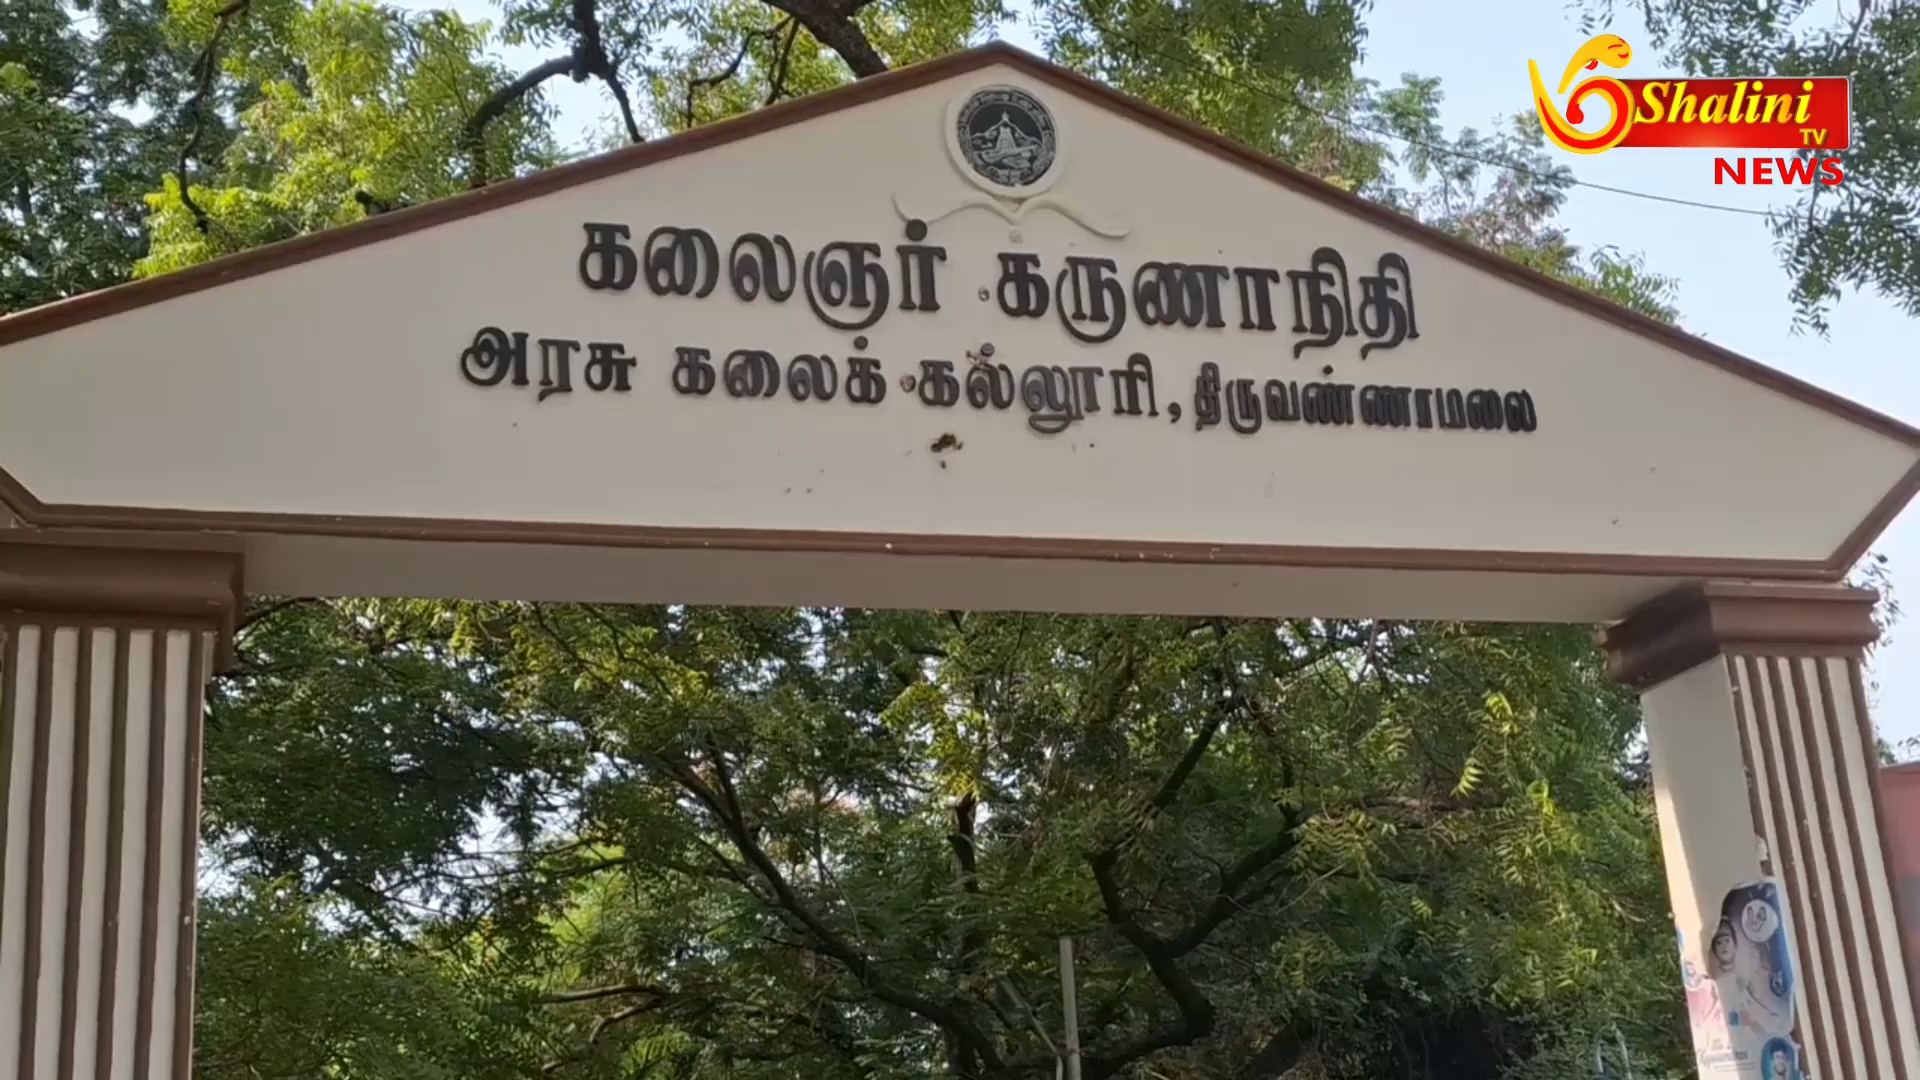 Shalini
TV
NEWS
கலைஞர் கருணாநிதி
அரசு கலைக் கல்லூரி, திருவண்ணாமலை